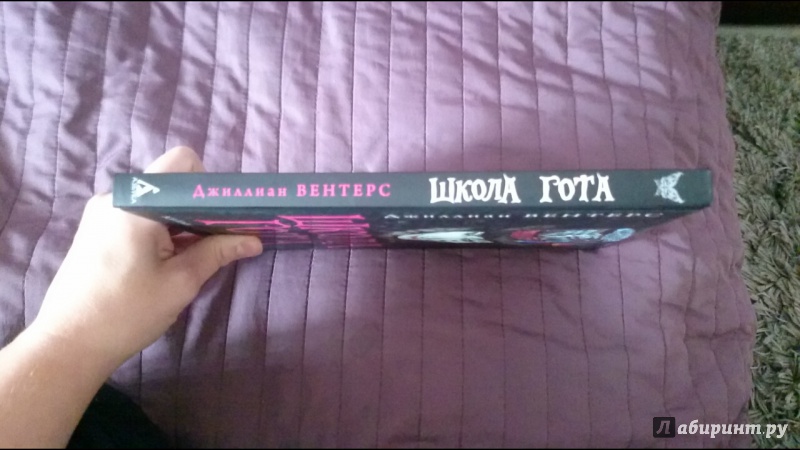 Джиллиан ВЕНТЕРС ШКОЛА ГОТА
Джиллиан ВЕНТЕРС
Лабиринт.ру